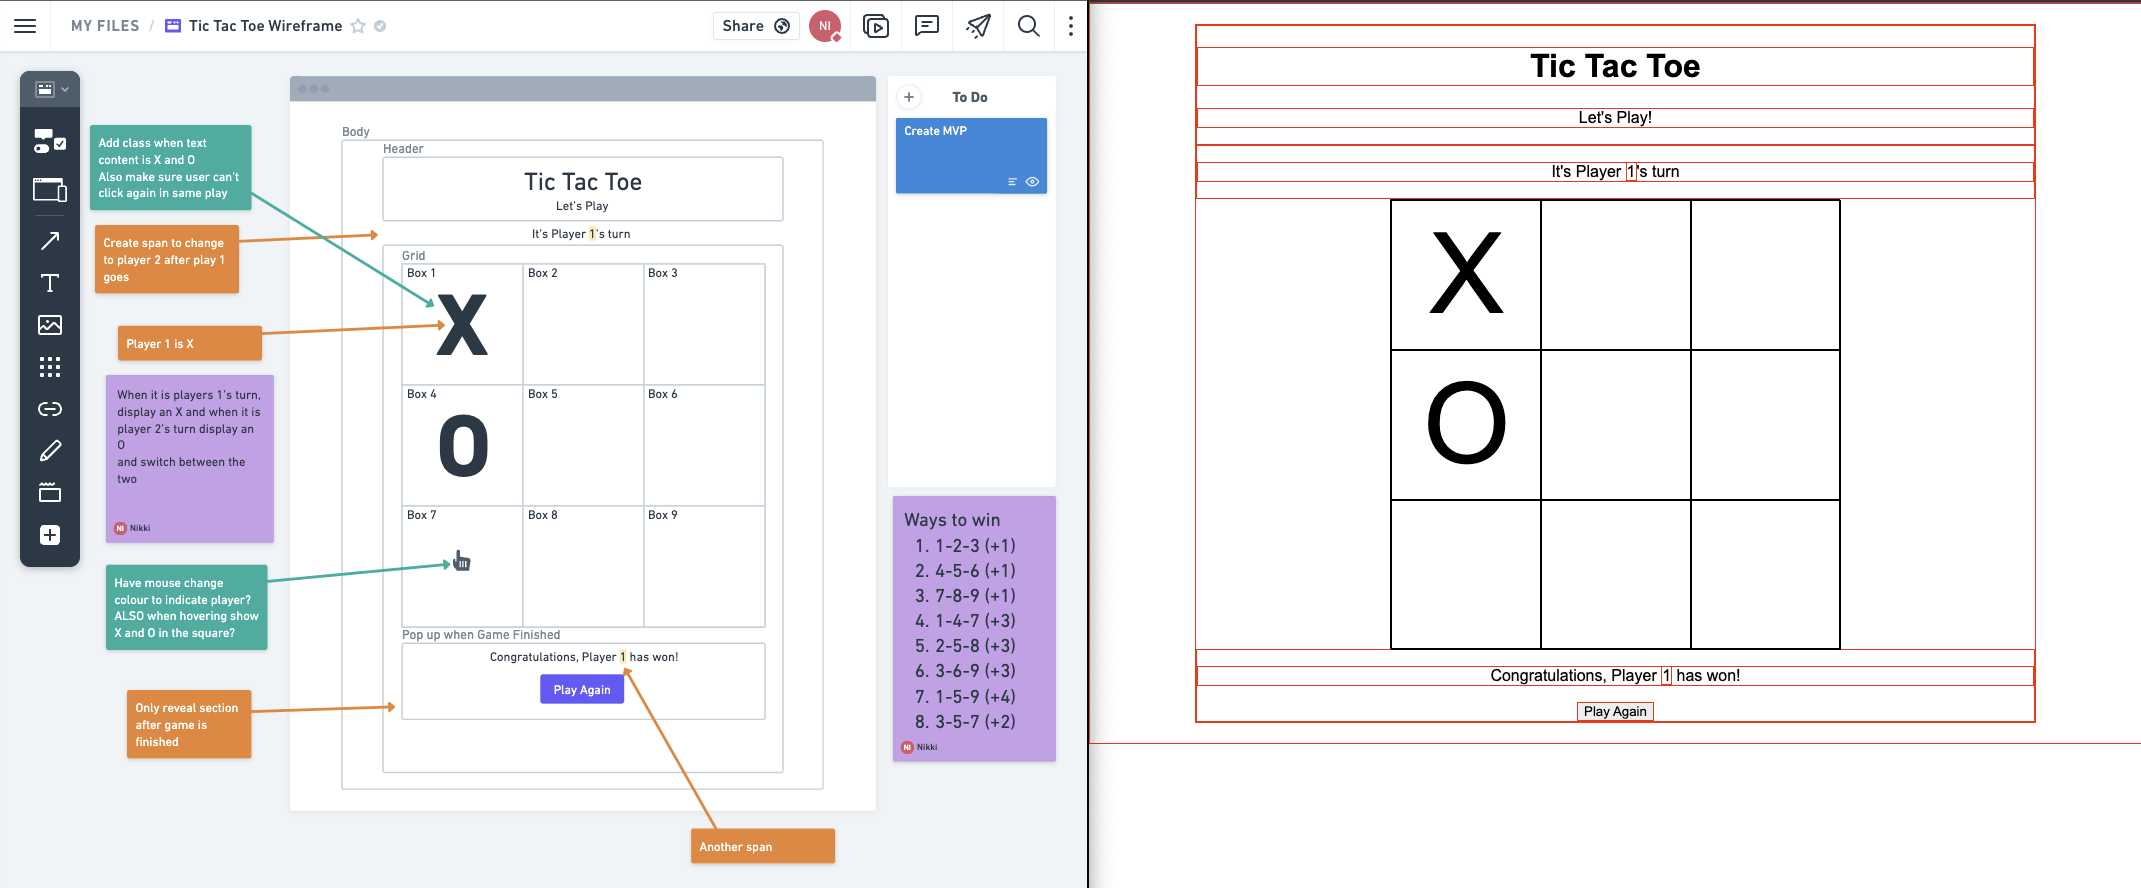 MY FILES / Tic Tac Toe Wireframe
Share
NI
Add class when text
content is X and O
Also make sure user can't
click again in same play
Create span to change
to player 2 after play 1
goes
Player 1 is X
When it is players 1's turn,
display an X and when it is
player 2's turn display an
O
and switch between the
two
NI Nikki
Have mouse change
colour to indicate player?
ALSO when hovering show
X and O in the square?
Only reveal section
after game is
finished
Body
Header
Tic Tac Toe
Let's Play
It's Player 1's turn
Grid
Box 1
Box 2
Box 3
X
Box 4
Box 5
Box 6
O
Box 7
Box 8
Box 9
Pop up when Game Finished
Congratulations, Player 1 has won!
Play Again
Another span
To Do
Create MVP
Ways to win
1. 1-2-3 (+1)
2. 4-5-6 (+1)
3. 7-8-9 (+1)
4. 1-4-7 (+3)
5. 2-5-8 (+3)
6. 3-6-9 (+3)
7. 1-5-9 (+4)
8. 3-5-7 (+2)
NI Nikki
Tic Tac Toe
Let's Play!
It's Player 1's turn
X
O
Congratulations, Player 1 has won!
Play Again